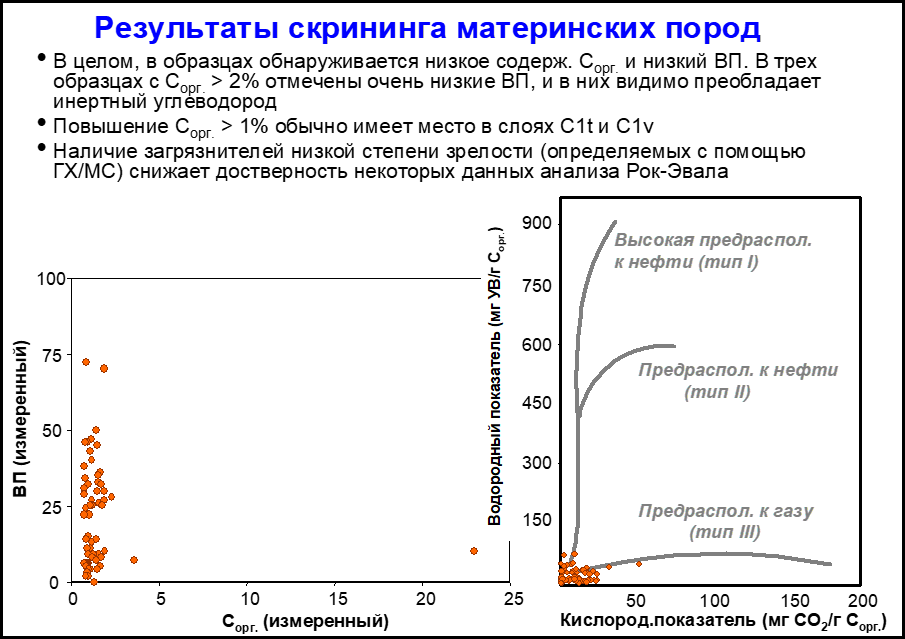 Результаты скрининга материнских пород
• В целом, в образцах обнаруживается низкое содерж. Сорг. и низкий ВП. В трех
образцах с Сорг. > 2% отмечены очень низкие ВП, и в них видимо преобладает
инертный углеводород
• Повышение Сорг. > 1% обычно имеет место в слоях C1t и C1v
• Наличие загрязнителей низкой степени зрелости (определяемых с помощью
ГХ/МС) снижает достверность некоторых данных анализа Рок-Эвала
ВП (измеренный)
100
75
50
25
0
0 5 10 15 20 25
Сорг. (измеренный)
Водородный показатель (мг УВ/г Сорг.)
900
750
600
450
300
150
Высокая предраспол.
к нефти (тип I)
Предраспол. к нефти
(тип II)
Предраспол. к газу
(тип III)
50 100 150 200
Кислород.показатель (мг CO2/г Сорг.)